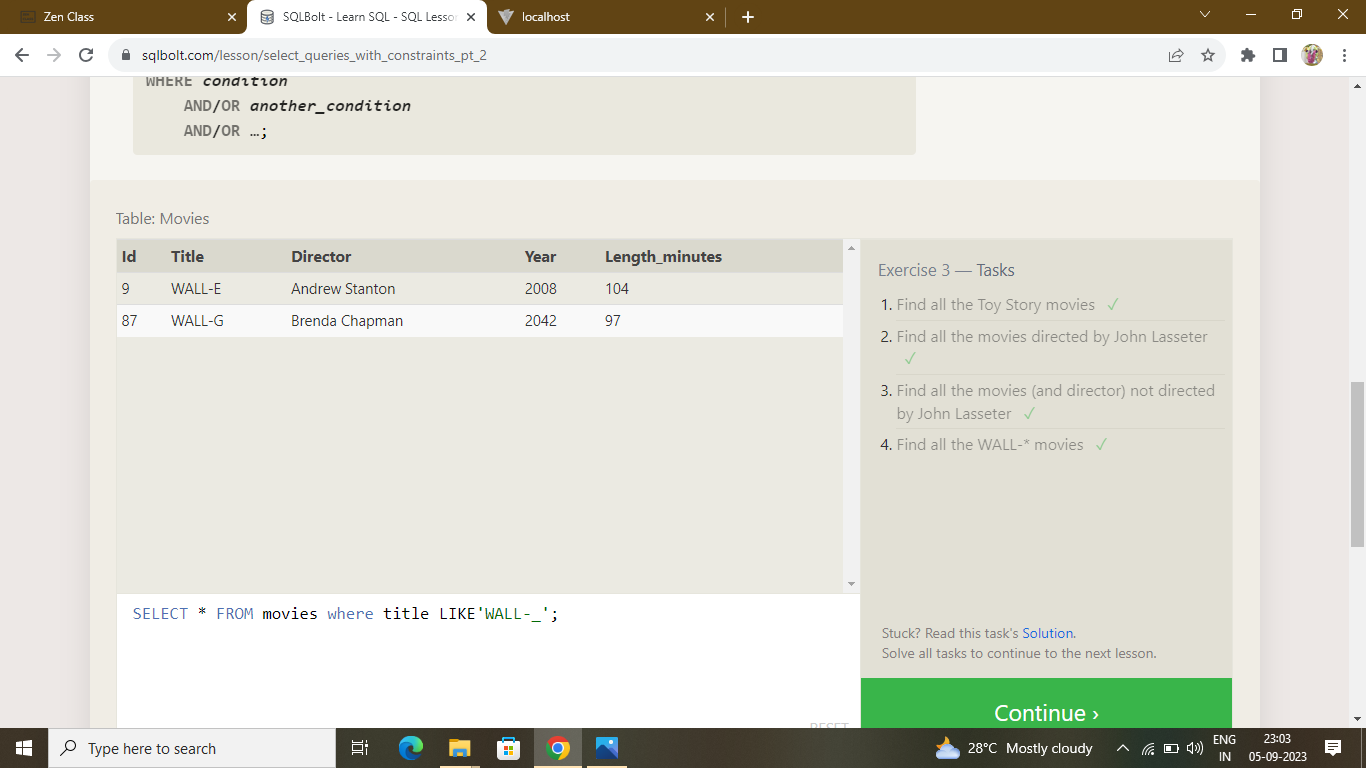 Zen Class
SQLBolt - Learn SQL - SQL Lesso
localhost
sqlbolt.com/lesson/select_queries_with_constraints_pt_2
WHERE condition
AND/OR another_condition
AND/OR …;
Table: Movies
Id Title Director Year Length_minutes
9 WALL-E Andrew Stanton 2008 104
87 WALL-G Brenda Chapman 2042 97
Exercise 3 — Tasks
1. Find all the Toy Story movies ✓
2. Find all the movies directed by John Lasseter
✓
3. Find all the movies (and director) not directed
by John Lasseter ✓
4. Find all the WALL-* movies ✓
SELECT * FROM movies where title LIKE'WALL-_';
RESET
Stuck? Read this task's Solution.
Solve all tasks to continue to the next lesson.
Continue ›
Type here to search
28°C Mostly cloudy
ENG
IN
23:03
05-09-2023